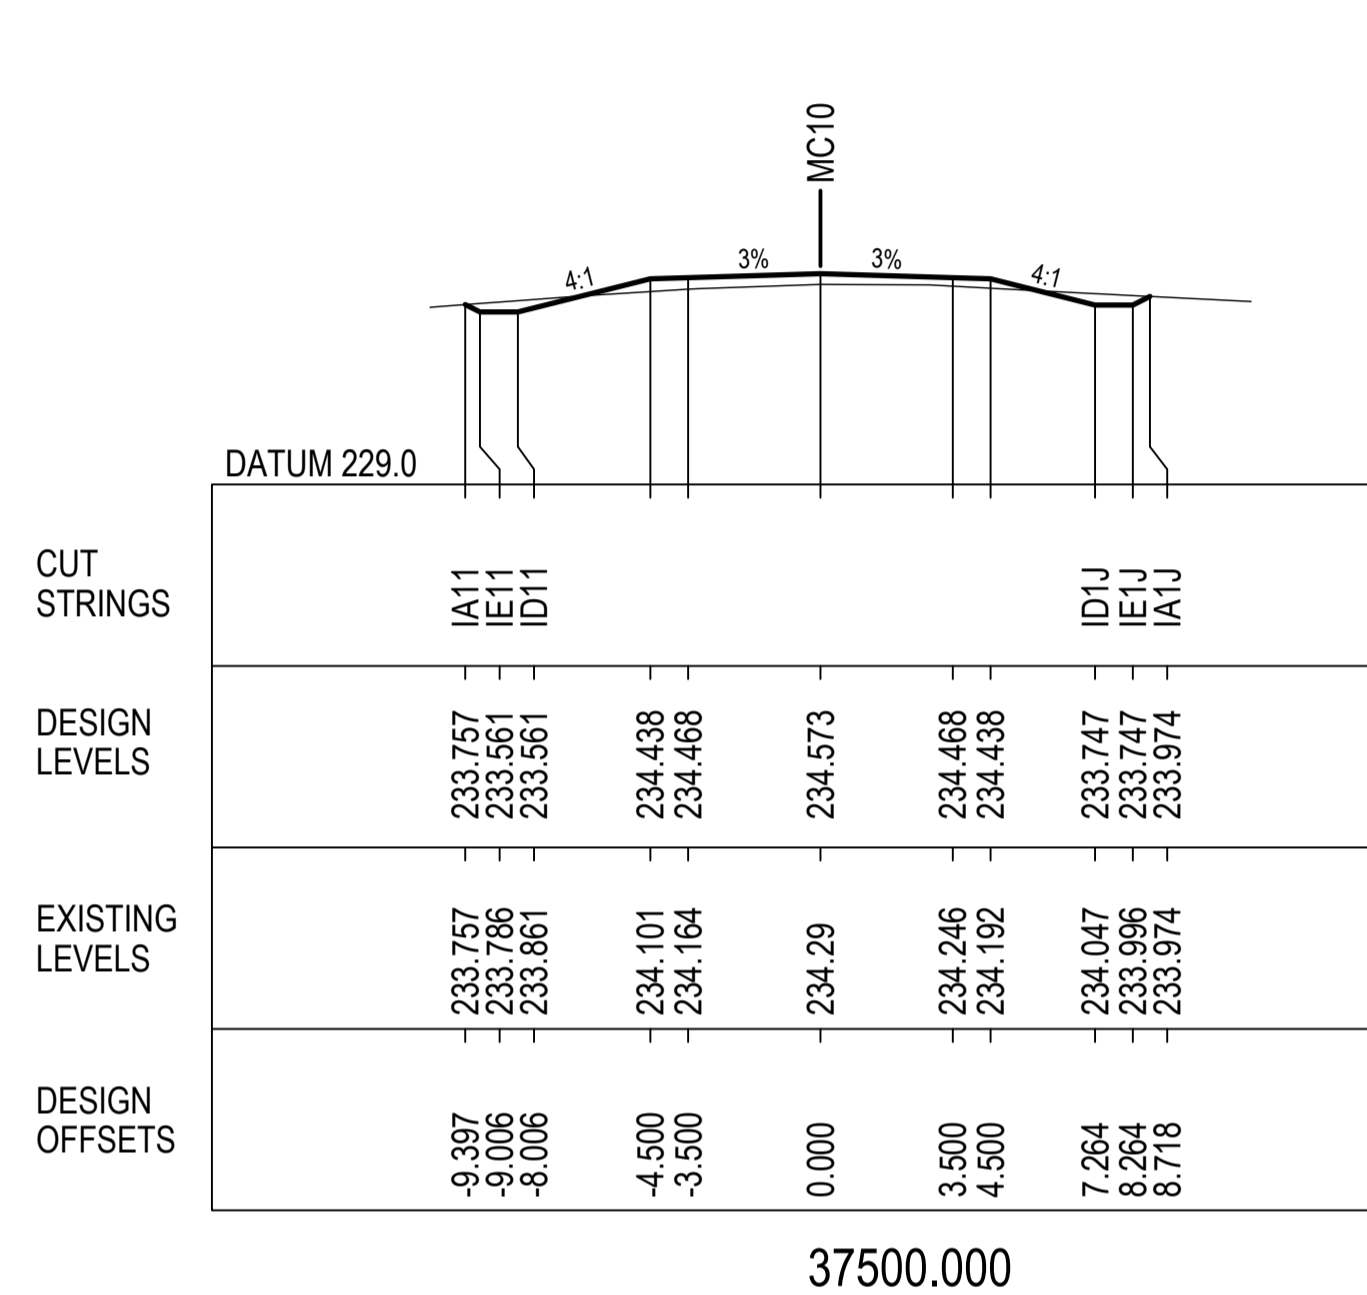 MC10
4:1
3%
3%
4:1
DATUM 229.0
CUT
STRINGS
IA11
IE11
ID11
ID1J
IE1J
IA1J
DESIGN
LEVELS
233.757
233.561
233.561
234.438
234.468
234.573
234.468
234.438
233.747
233.747
233.974
EXISTING
LEVELS
233.757
233.786
233.861
234.101
234.164
234.29
234.246
234.192
234.047
233.996
233.974
DESIGN
OFFSETS
-9.397
-9.006
-8.006
-4.500
-3.500
0.000
3.500
4.500
7.264
8.264
8.718
37500.000